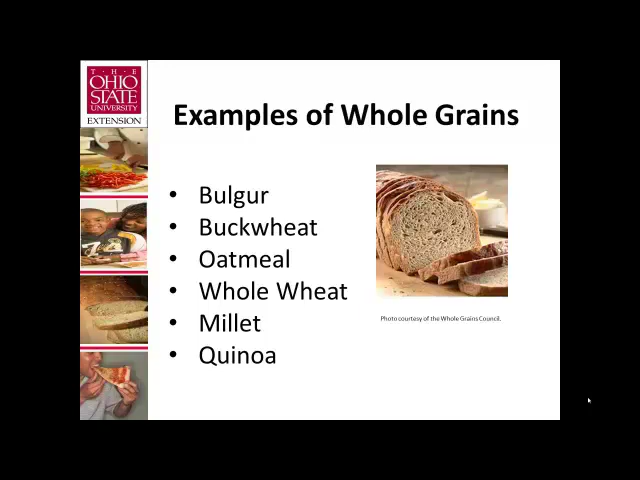 THE
OHIO
STATE
UNIVERSITY
EXTENSION
Examples of Whole Grains
• Bulgur
• Buckwheat
• Oatmeal
• Whole Wheat
• Millet
• Quinoa
Photo courtesy of the Whole Grains Council.
74